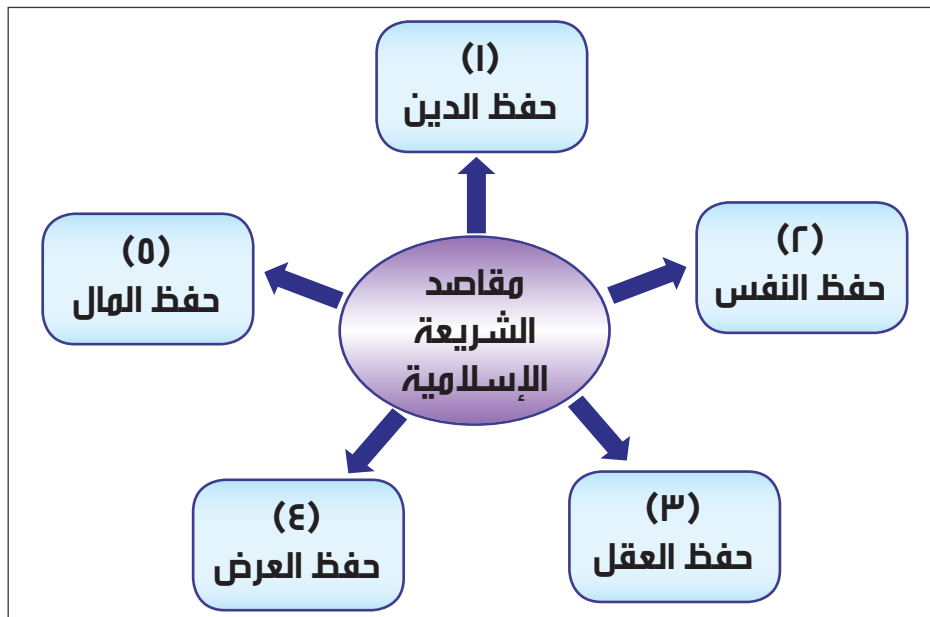 مقاصد
الشريعة
الإسلامية
(١)
حفظ الدين
(٢)
حفظ النفس
(٣)
حفظ العقل
(٤)
حفظ العرض
(٥)
حفظ المال